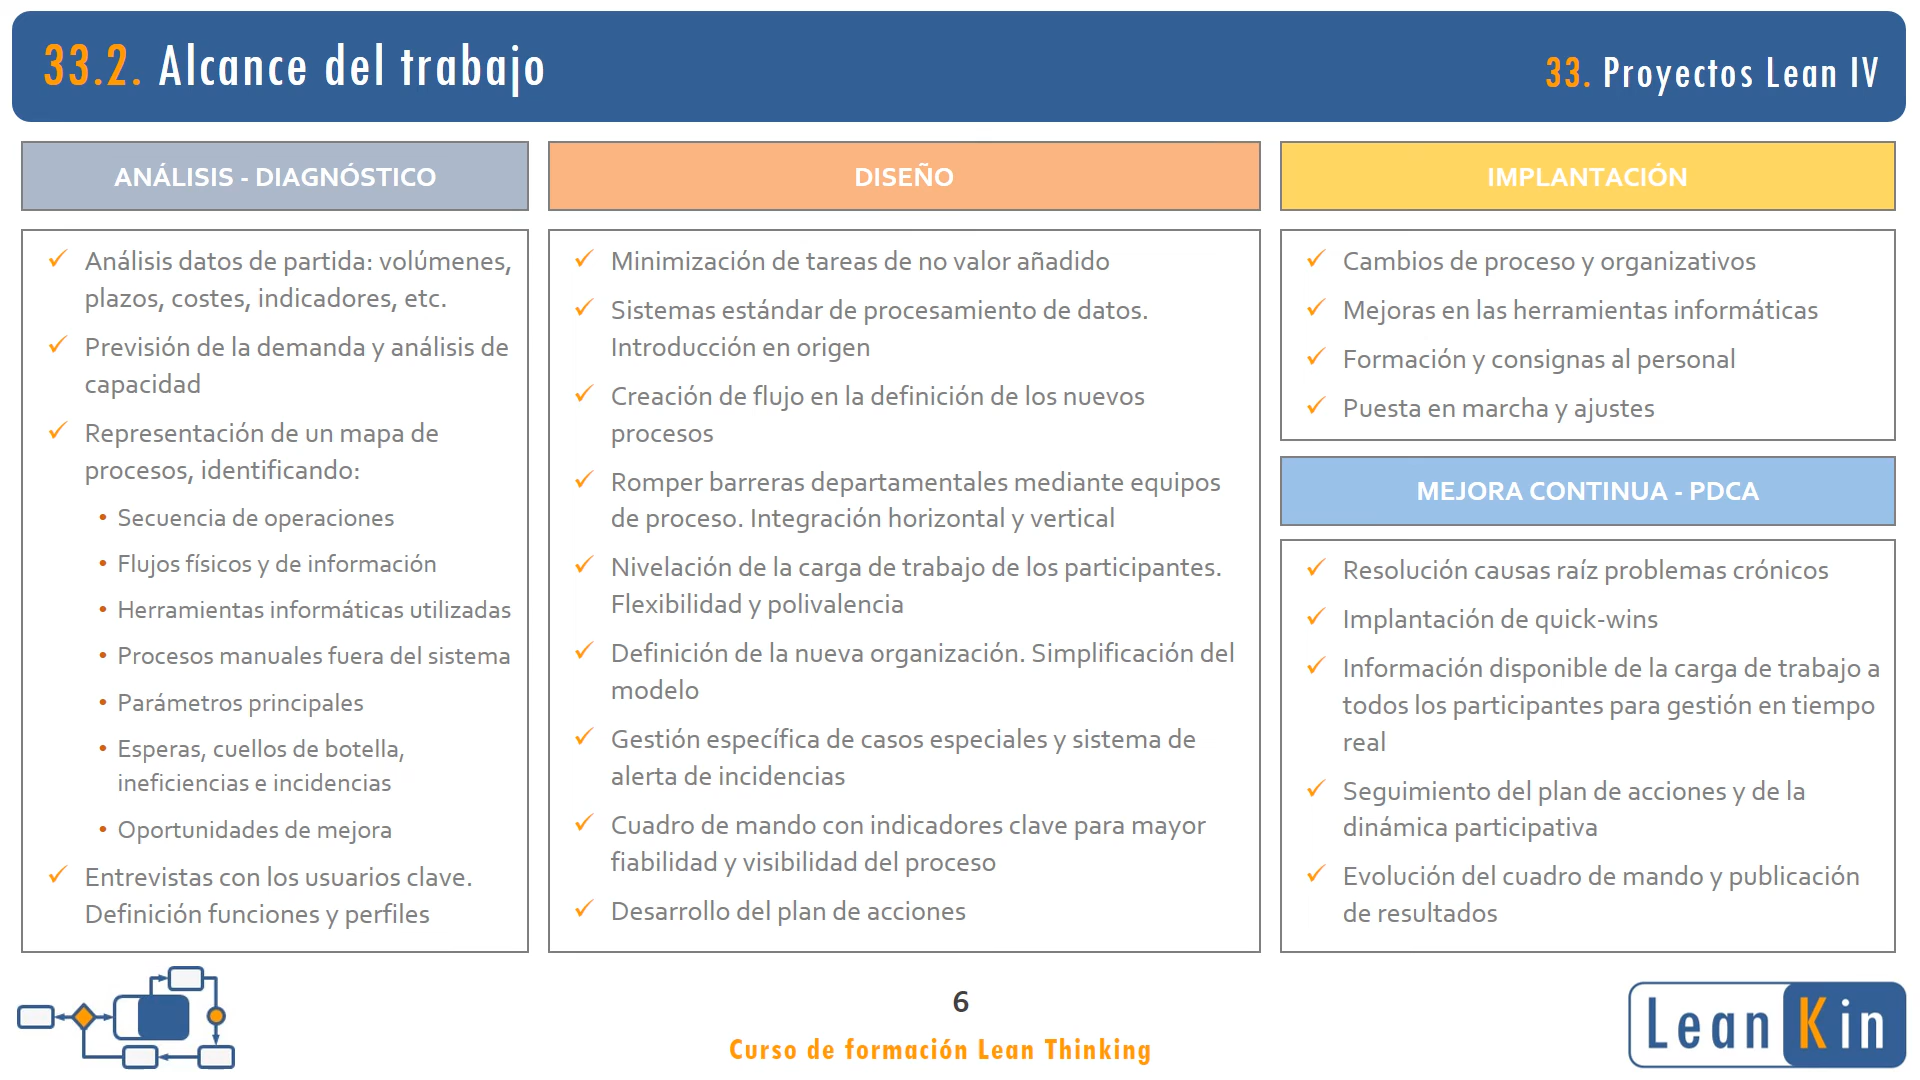 33.2. Alcance del trabajo
33. Proyectos Lean IV
ANÁLISIS - DIAGNÓSTICO
Análisis datos de partida: volúmenes,
plazos, costes, indicadores, etc.
Previsión de la demanda y análisis de
capacidad
Representación de un mapa de
procesos, identificando:
Secuencia de operaciones
Flujos físicos y de información
Herramientas informáticas utilizadas
Procesos manuales fuera del sistema
Parámetros principales
Esperas, cuellos de botella,
ineficiencias e incidencias
Oportunidades de mejora
Entrevistas con los usuarios clave.
Definición funciones y perfiles
DISEÑO
Minimización de tareas de no valor añadido
Sistemas estándar de procesamiento de datos.
Introducción en origen
Creación de flujo en la definición de los nuevos
procesos
Romper barreras departamentales mediante equipos
de proceso. Integración horizontal y vertical
Nivelación de la carga de trabajo de los participantes.
Flexibilidad y polivalencia
Definición de la nueva organización. Simplificación del
modelo
Gestión específica de casos especiales y sistema de
alerta de incidencias
Cuadro de mando con indicadores clave para mayor
fiabilidad y visibilidad del proceso
Desarrollo del plan de acciones
IMPLANTACIÓN
Cambios de proceso y organizativos
Mejoras en las herramientas informáticas
Formación y consignas al personal
Puesta en marcha y ajustes
MEJORA CONTINUA - PDCA
Resolución causas raíz problemas crónicos
Implantación de quick-wins
Información disponible de la carga de trabajo a
todos los participantes para gestión en tiempo
real
Seguimiento del plan de acciones y de la
dinámica participativa
Evolución del cuadro de mando y publicación
de resultados
6
Curso de formación Lean Thinking
Lean Kin